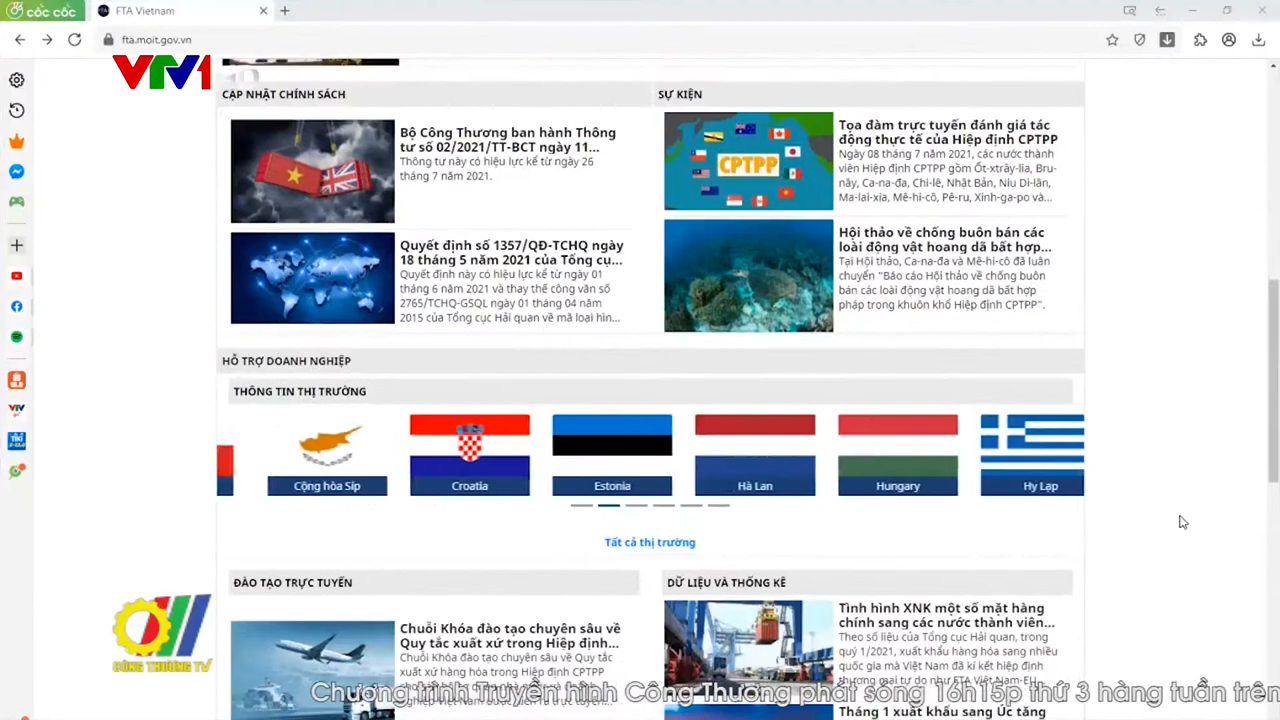 cốc cốc
FTA Vietnam
fta.moit.gov.vn
VTV1
CẬP NHẬT CHÍNH SÁCH
Bộ Công Thương ban hành Thông
tư số 02/2021/TT-BCT ngày 11...
Thông tư này có hiệu lực kể từ ngày 26
tháng 7 năm 2021.
Quyết định số 1357/QĐ-TCHQ ngày
18 tháng 5 năm 2021 của Tổng cụ...
Quyết định này có hiệu lực kể từ ngày 01
tháng 6 năm 2021 và thay thế công văn số
2765/TCHQ-GSQL ngày 01 tháng 04 năm
2015 của Tổng cục Hải quan về mã loại hìn...
SỰ KIỆN
CPTPP
Tọa đàm trực tuyến đánh giá tác
động thực tế của Hiệp định CPTPP
Ngày 08 tháng 7 năm 2021, các nước thành
viên Hiệp định CPTPP gồm Ốt-xtrây-lia, Bru-
nây, Ca-na-đa, Chi-lê, Nhật Bản, Niu Di-lân,
Ma-lai-xia, Mê-hi-cô, Pê-ru, Xinh-ga-po và...
Hội thảo về chống buôn bán các
loài động vật hoang dã bất hợp...
Tại Hội thảo, Ca-na-đa và Mê-hi-cô đã luân
chuyển "Báo cáo Hội thảo về chống buôn
bán các loài động vật hoang dã bất hợp
pháp trong khuôn khổ Hiệp định CPTPP".
HỖ TRỢ DOANH NGHIỆP
THÔNG TIN THỊ TRƯỜNG
Cộng hòa Síp
Croatia
Estonia
Hà Lan
Hungary
Hy Lạp
Tất cả thị trường
ĐÀO TẠO TRỰC TUYẾN
Chuỗi Khóa đào tạo chuyên sâu về
Quy tắc xuất xứ trong Hiệp định...
Chuỗi Khóa đào tạo chuyên sâu về Quy tắc
xuất xứ hàng hóa trong Hiệp định CPTPP
DỮ LIỆU VÀ THỐNG KÊ
Tình hình XNK một số mặt hàng
chính sang các nước thành viên...
Theo số liệu của Tổng cục Hải quan, trong
quý 1/2021, xuất khẩu hàng hóa sang nhiều
quốc gia mà Việt Nam đã kí kết hiệp định
thương mại tự do như FTA Việt Nam-EU,
Tháng 1 xuất khẩu sang Úc tăng
CÔNG THƯƠNG TV
Chương trình Truyền hình Công Thương phát sóng 16h15p thứ 3 hàng tuần trên